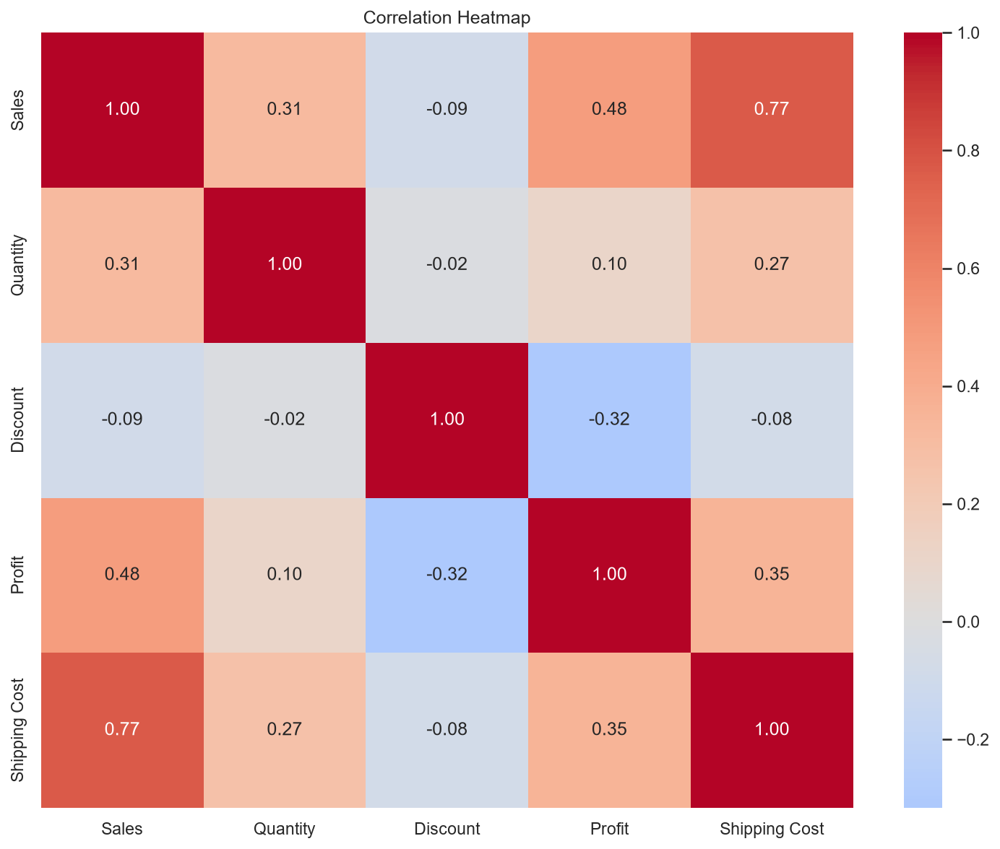 Correlation Heatmap
Sales 1.00 0.31 -0.09 0.48 0.77
Quantity 0.31 1.00 -0.02 0.10 0.27
Discount -0.09 -0.02 1.00 -0.32 -0.08
Profit 0.48 0.10 -0.32 1.00 0.35
Shipping Cost 0.77 0.27 -0.08 0.35 1.00
Sales Quantity Discount Profit Shipping Cost
1.0
0.8
0.6
0.4
0.2
0.0
−0.2